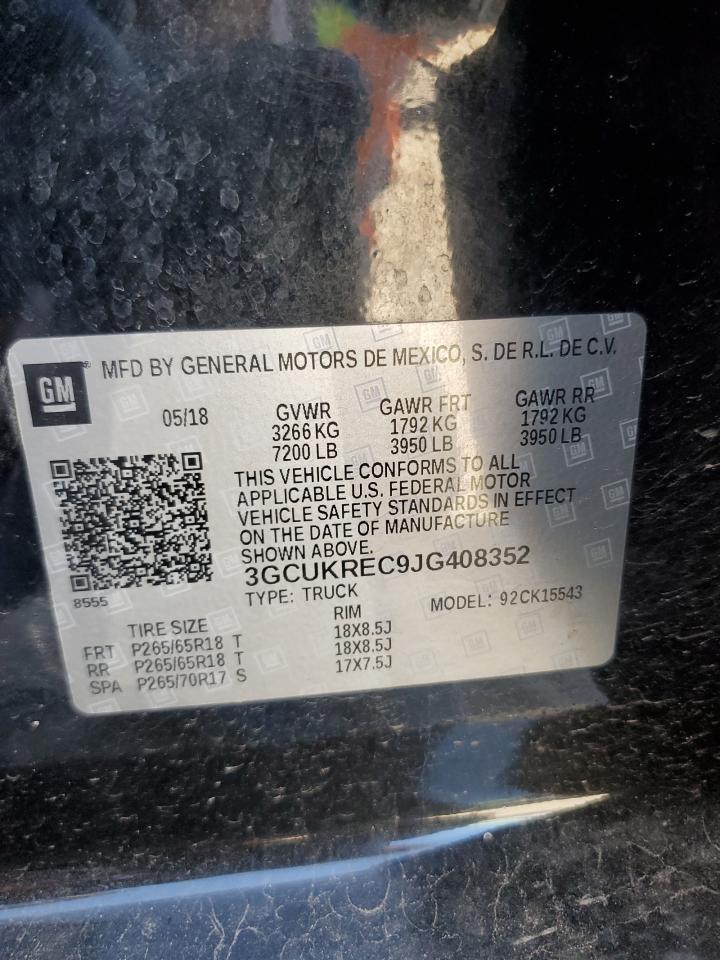 GM® MFD BY GENERAL MOTORS DE MEXICO, S. DE R.L. DE C.V.
05/18
GVWR GAWR FRT GAWR RR
3266 KG 1792 KG 1792 KG
7200 LB 3950 LB 3950 LB
THIS VEHICLE CONFORMS TO ALL
APPLICABLE U.S. FEDERAL MOTOR
VEHICLE SAFETY STANDARDS IN EFFECT
ON THE DATE OF MANUFACTURE
SHOWN ABOVE.
3GCUKREC9JG408352
8555
TYPE: TRUCK MODEL: 92CK15543
TIRE SIZE RIM
FRT P265/65R18 T 18X8.5J
RR P265/65R18 T 18X8.5J
SPA P265/70R17 S 17X7.5J